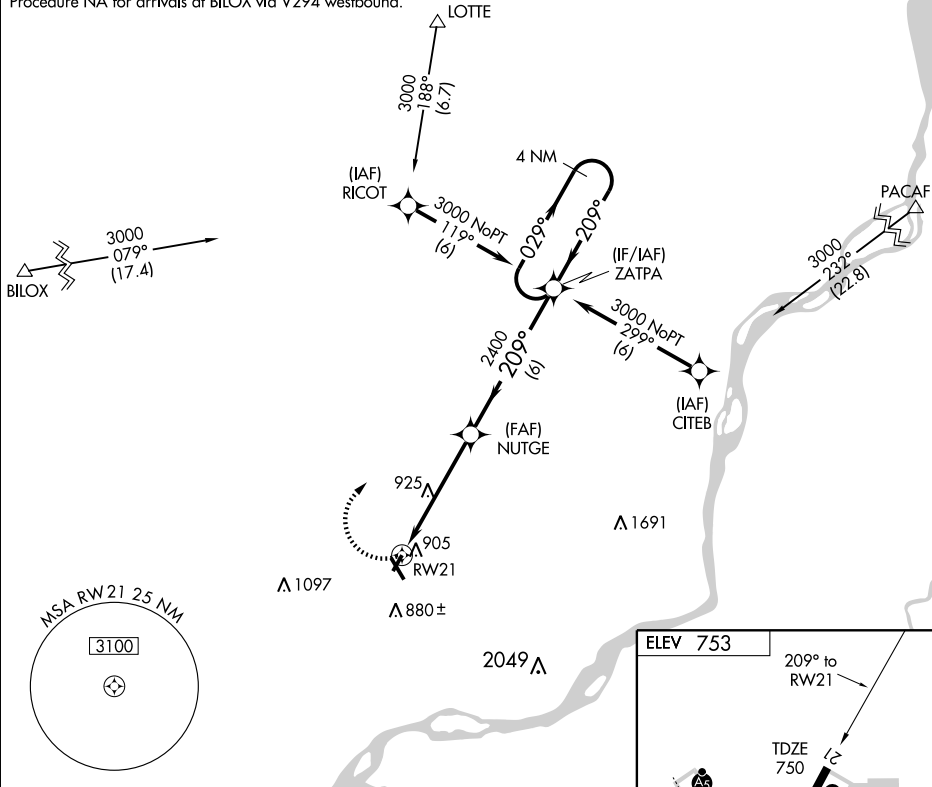 Procedure NA for arrivals at BILOX via V294 westbound.
LOTTE
3000
188°
(6.7)
4 NM
(IAF)
RICOT
3000 NoPT
119°
(6)
029°
209°
PACAF
3000
232°
(22.8)
3000
079°
(17.4)
BILOX
(IF/IAF)
ZATPA
3000 NoPT
299°
(6)
2400
209°
(6)
(IAF)
CITEB
(FAF)
NUTGE
925
1691
905
RW21
1097
880±
MSA RW21 25 NM
3100
2049
ELEV 753
209° to
RW21
21
TDZE
750
A5